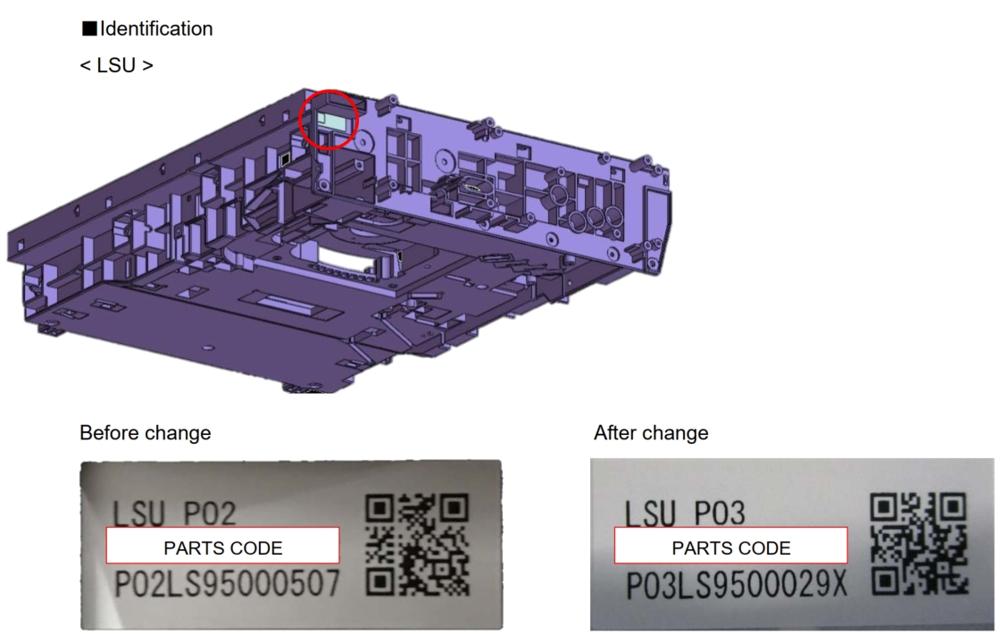 ■Identification
< LSU >
Before change
After change
LSU P02
PARTS CODE
P02LS95000507
LSU P03
PARTS CODE
P03LS9500029X